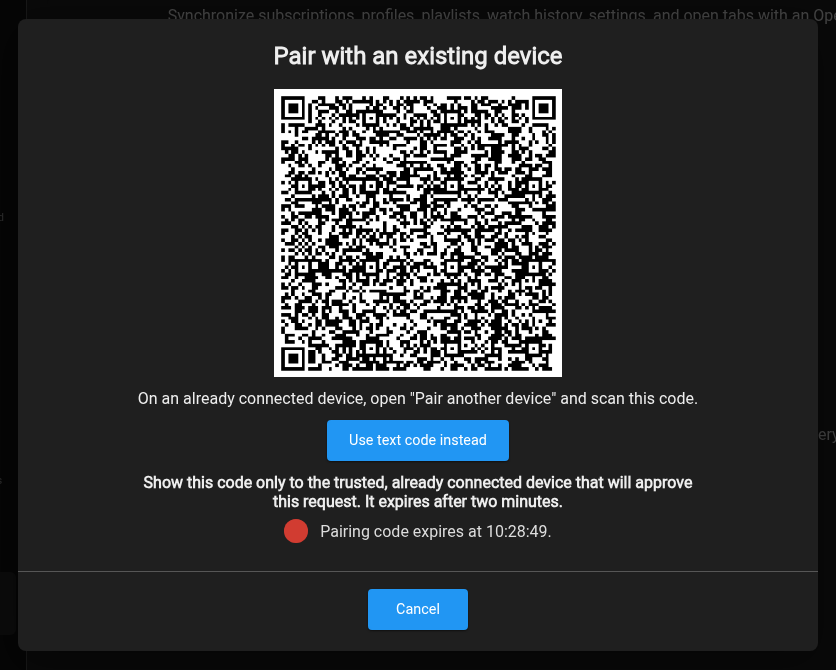 Synchronize subscriptions, profiles, playlists, watch history, settings, and open tabs with an Ope
Pair with an existing device
On an already connected device, open "Pair another device" and scan this code.
Use text code instead
Show this code only to the trusted, already connected device that will approve
this request. It expires after two minutes.
Pairing code expires at 10:28:49.
Cancel